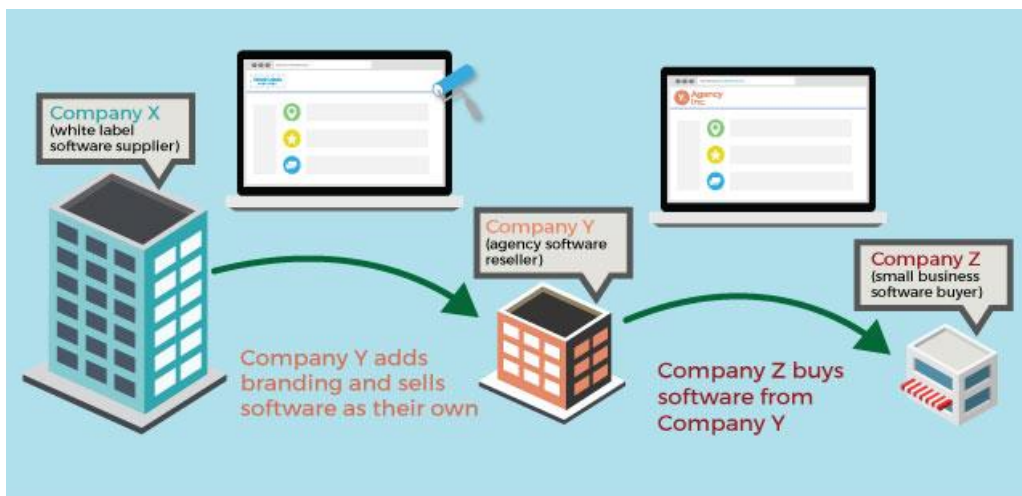 Company X
(white label
software supplier)
Agency
Inc.
Company Y
(agency software
reseller)
Company Z
(small business
software buyer)
Company Y adds
branding and sells
software as their own
Company Z buys
software from
Company Y